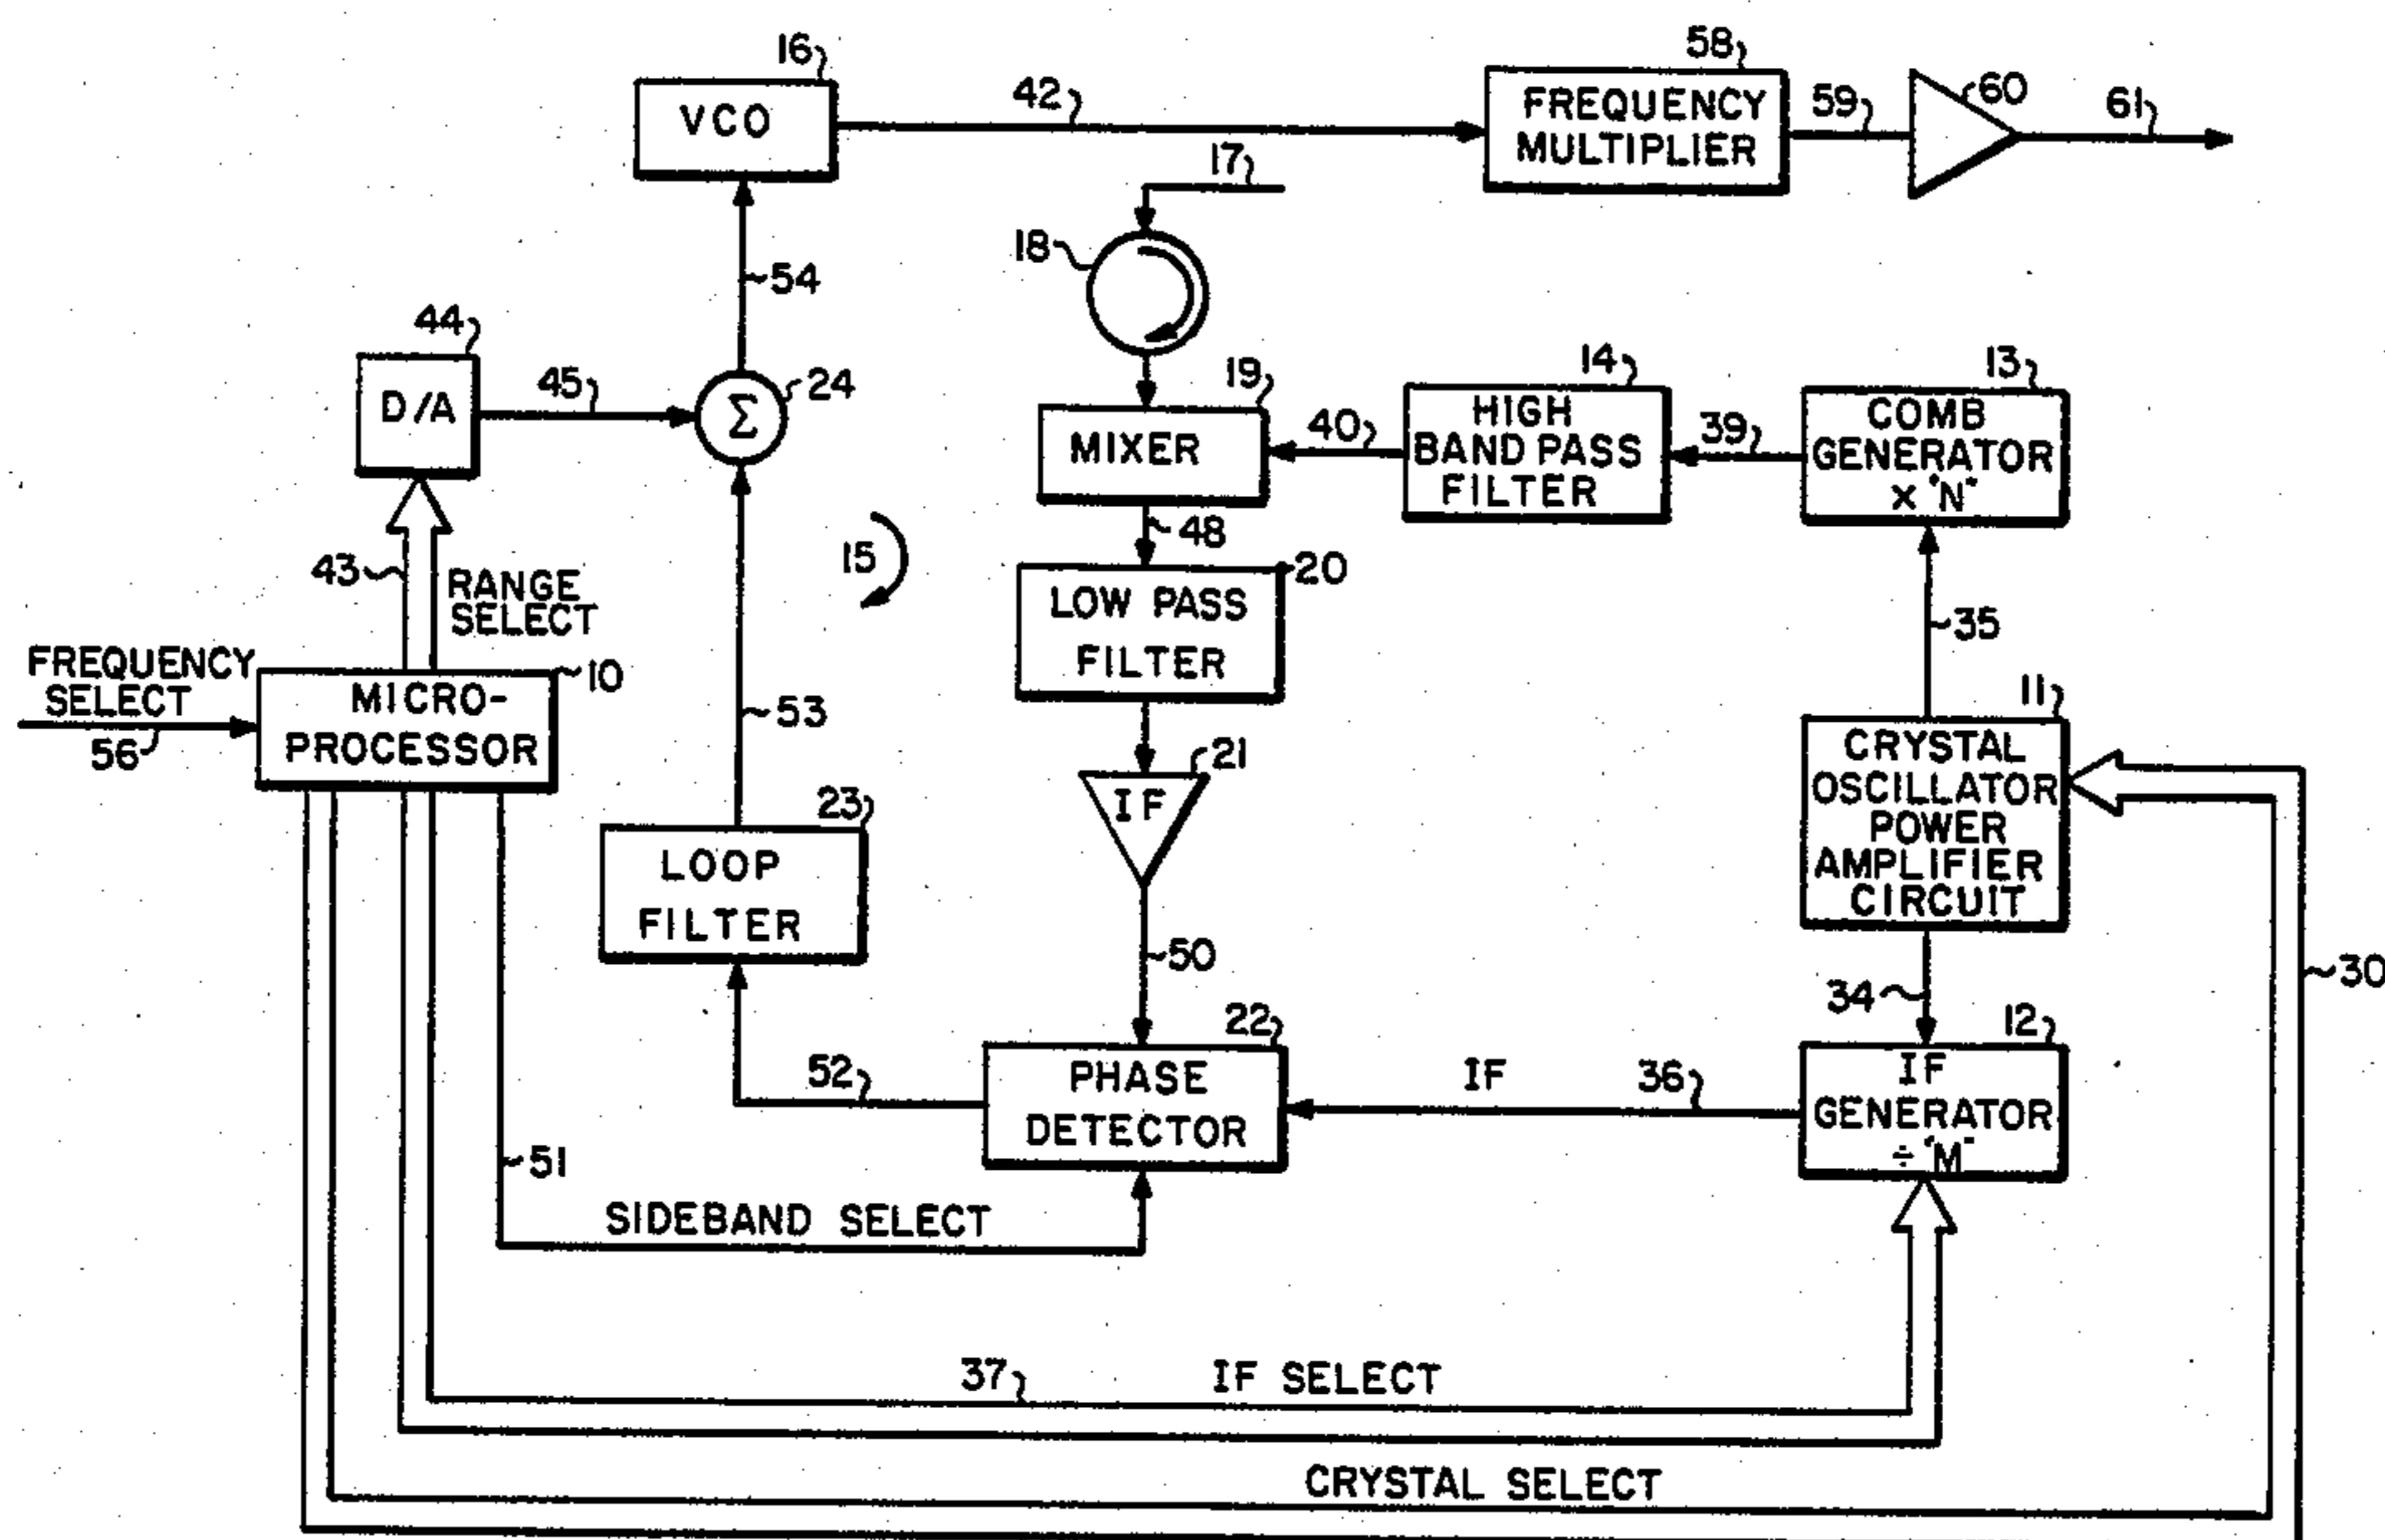 16
VCO
42
58
FREQUENCY
MULTIPLIER
59
60
61
17
18
54
44
D/A
45
24
Σ
19
MIXER
40
14
HIGH
BAND PASS
FILTER
39
13
COMB
GENERATOR
x "N"
48
43
RANGE
SELECT
15
20
LOW PASS
FILTER
35
FREQUENCY
SELECT
56
10
MICRO-
PROCESSOR
53
11
CRYSTAL
OSCILLATOR
POWER
AMPLIFIER
CIRCUIT
21
IF
23
LOOP
FILTER
50
34
30
52
22
PHASE
DETECTOR
IF
36
12
IF
GENERATOR
÷ "M"
51
SIDEBAND SELECT
37
IF SELECT
CRYSTAL SELECT